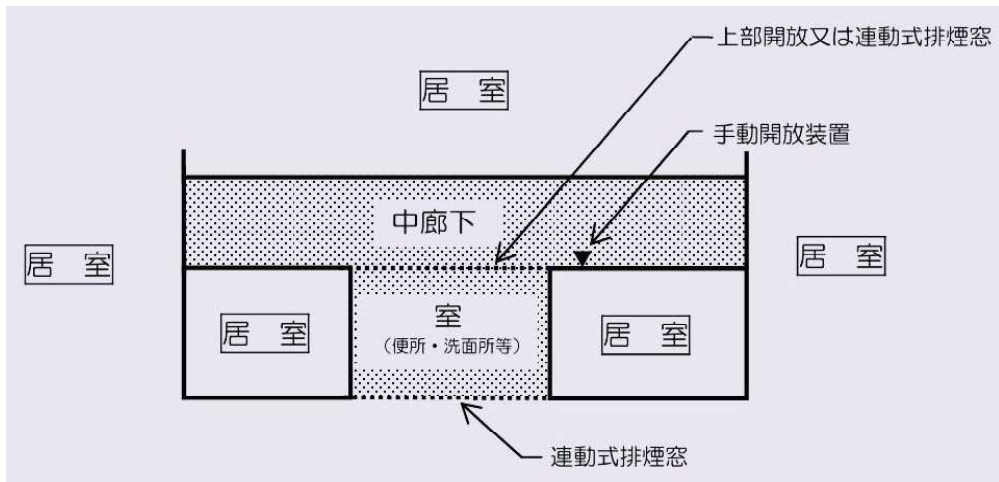 上部開放又は連動式排煙窓
居　室
手動開放装置
中廊下
居　室
居　室
居　室
室
（便所・洗面所等）
居　室
連動式排煙窓